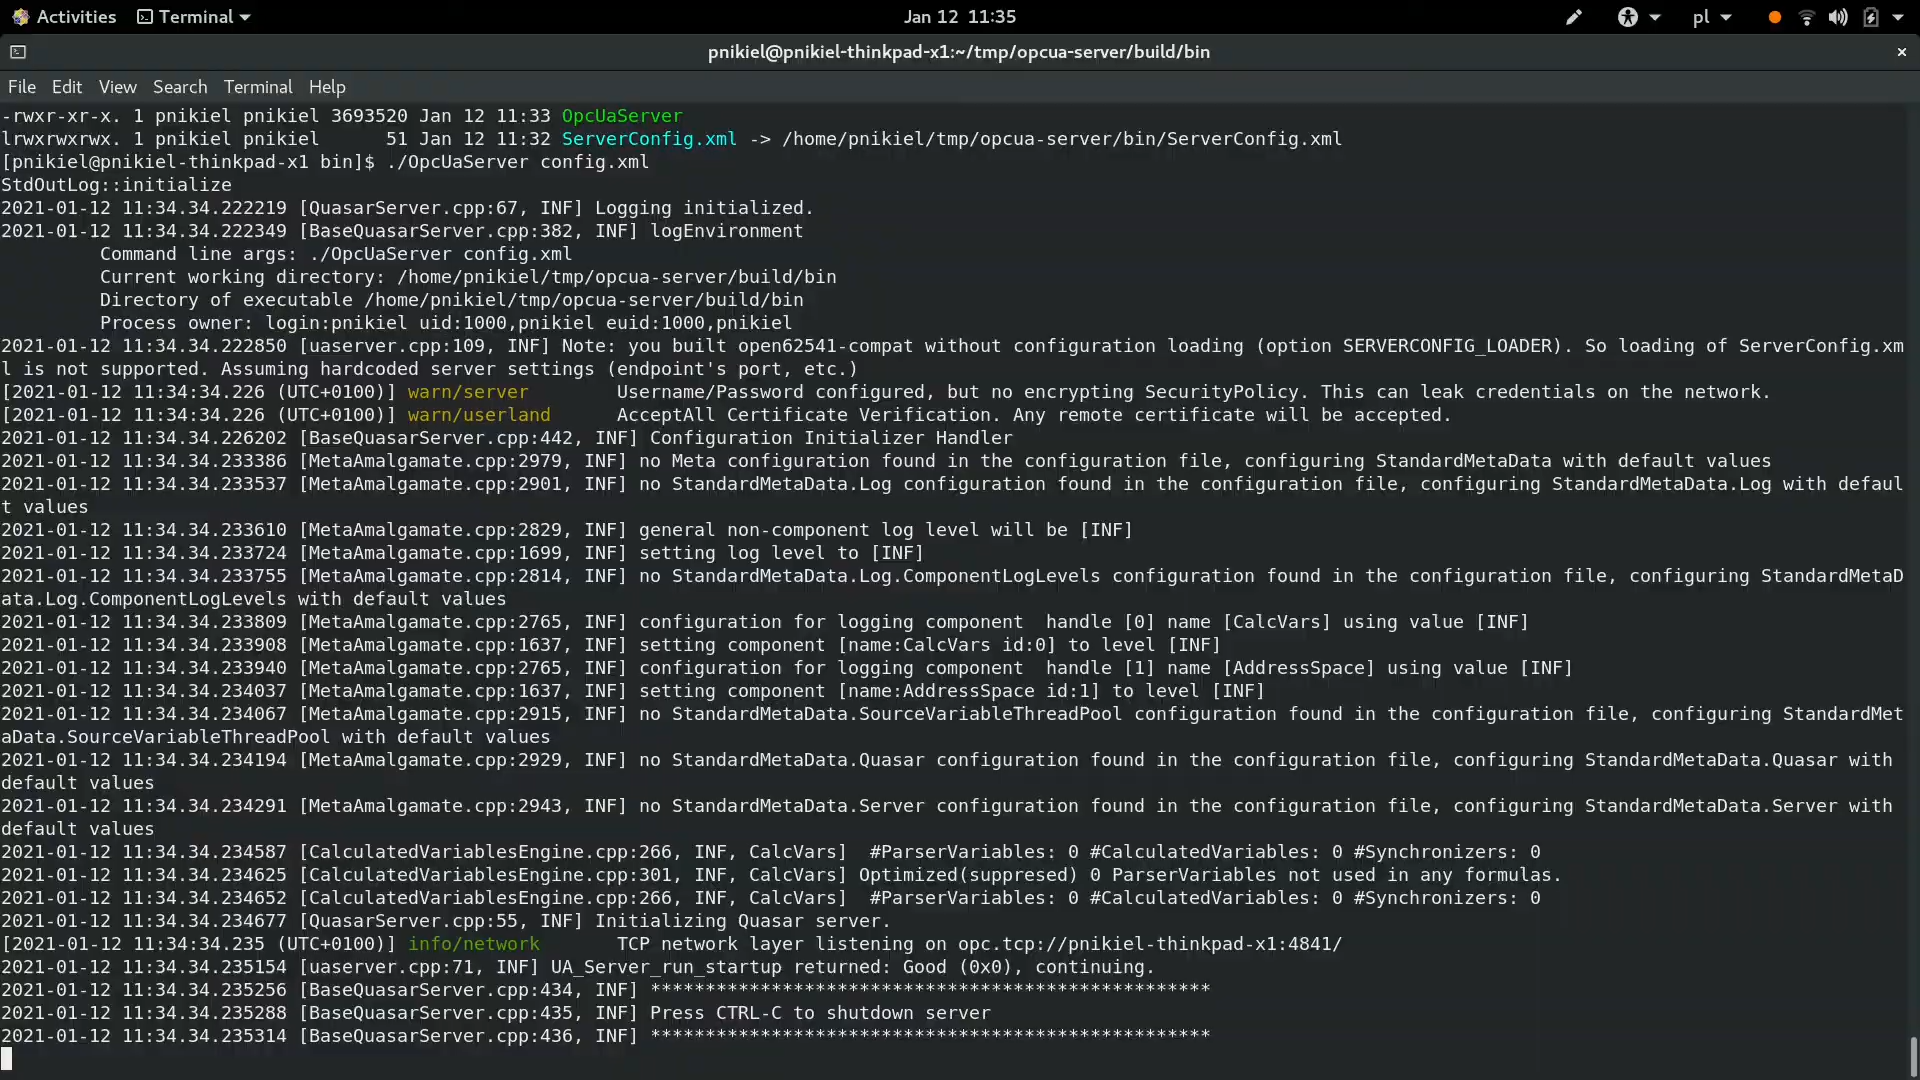 Activities Terminal Jan 12 11:35 pl
pnikiel@pnikiel-thinkpad-x1:~/tmp/opcua-server/build/bin ×
File Edit View Search Terminal Help
-rwxr-xr-x. 1 pnikiel pnikiel 3693520 Jan 12 11:33 OpcUaServer
lrwxrwxrwx. 1 pnikiel pnikiel      51 Jan 12 11:32 ServerConfig.xml -> /home/pnikiel/tmp/opcua-server/bin/ServerConfig.xml
[pnikiel@pnikiel-thinkpad-x1 bin]$ ./OpcUaServer config.xml
StdOutLog::initialize
2021-01-12 11:34.34.222219 [QuasarServer.cpp:67, INF] Logging initialized.
2021-01-12 11:34.34.222349 [BaseQuasarServer.cpp:382, INF] logEnvironment
Command line args: ./OpcUaServer config.xml
Current working directory: /home/pnikiel/tmp/opcua-server/build/bin
Directory of executable /home/pnikiel/tmp/opcua-server/build/bin
Process owner: login:pnikiel uid:1000,pnikiel euid:1000,pnikiel
2021-01-12 11:34.34.222850 [uaserver.cpp:109, INF] Note: you built open62541-compat without configuration loading (option SERVERCONFIG_LOADER). So loading of ServerConfig.xm
l is not supported. Assuming hardcoded server settings (endpoint's port, etc.)
[2021-01-12 11:34:34.226 (UTC+0100)] warn/server        Username/Password configured, but no encrypting SecurityPolicy. This can leak credentials on the network.
[2021-01-12 11:34:34.226 (UTC+0100)] warn/userland      AcceptAll Certificate Verification. Any remote certificate will be accepted.
2021-01-12 11:34.34.226202 [BaseQuasarServer.cpp:442, INF] Configuration Initializer Handler
2021-01-12 11:34.34.233386 [MetaAmalgamate.cpp:2979, INF] no Meta configuration found in the configuration file, configuring StandardMetaData with default values
2021-01-12 11:34.34.233537 [MetaAmalgamate.cpp:2901, INF] no StandardMetaData.Log configuration found in the configuration file, configuring StandardMetaData.Log with defaul
t values
2021-01-12 11:34.34.233610 [MetaAmalgamate.cpp:2829, INF] general non-component log level will be [INF]
2021-01-12 11:34.34.233724 [MetaAmalgamate.cpp:1699, INF] setting log level to [INF]
2021-01-12 11:34.34.233755 [MetaAmalgamate.cpp:2814, INF] no StandardMetaData.Log.ComponentLogLevels configuration found in the configuration file, configuring StandardMetaD
ata.Log.ComponentLogLevels with default values
2021-01-12 11:34.34.233809 [MetaAmalgamate.cpp:2765, INF] configuration for logging component  handle [0] name [CalcVars] using value [INF]
2021-01-12 11:34.34.233908 [MetaAmalgamate.cpp:1637, INF] setting component [name:CalcVars id:0] to level [INF]
2021-01-12 11:34.34.233940 [MetaAmalgamate.cpp:2765, INF] configuration for logging component  handle [1] name [AddressSpace] using value [INF]
2021-01-12 11:34.34.234037 [MetaAmalgamate.cpp:1637, INF] setting component [name:AddressSpace id:1] to level [INF]
2021-01-12 11:34.34.234067 [MetaAmalgamate.cpp:2915, INF] no StandardMetaData.SourceVariableThreadPool configuration found in the configuration file, configuring StandardMet
aData.SourceVariableThreadPool with default values
2021-01-12 11:34.34.234194 [MetaAmalgamate.cpp:2929, INF] no StandardMetaData.Quasar configuration found in the configuration file, configuring StandardMetaData.Quasar with
default values
2021-01-12 11:34.34.234291 [MetaAmalgamate.cpp:2943, INF] no StandardMetaData.Server configuration found in the configuration file, configuring StandardMetaData.Server with
default values
2021-01-12 11:34.34.234587 [CalculatedVariablesEngine.cpp:266, INF, CalcVars]  #ParserVariables: 0 #CalculatedVariables: 0 #Synchronizers: 0
2021-01-12 11:34.34.234625 [CalculatedVariablesEngine.cpp:301, INF, CalcVars] Optimized(suppresed) 0 ParserVariables not used in any formulas.
2021-01-12 11:34.34.234652 [CalculatedVariablesEngine.cpp:266, INF, CalcVars]  #ParserVariables: 0 #CalculatedVariables: 0 #Synchronizers: 0
2021-01-12 11:34.34.234677 [QuasarServer.cpp:55, INF] Initializing Quasar server.
[2021-01-12 11:34:34.235 (UTC+0100)] info/network       TCP network layer listening on opc.tcp://pnikiel-thinkpad-x1:4841/
2021-01-12 11:34.34.235154 [uaserver.cpp:71, INF] UA_Server_run_startup returned: Good (0x0), continuing.
2021-01-12 11:34.34.235256 [BaseQuasarServer.cpp:434, INF] ***************************************************
2021-01-12 11:34.34.235288 [BaseQuasarServer.cpp:435, INF] Press CTRL-C to shutdown server
2021-01-12 11:34.34.235314 [BaseQuasarServer.cpp:436, INF] ***************************************************